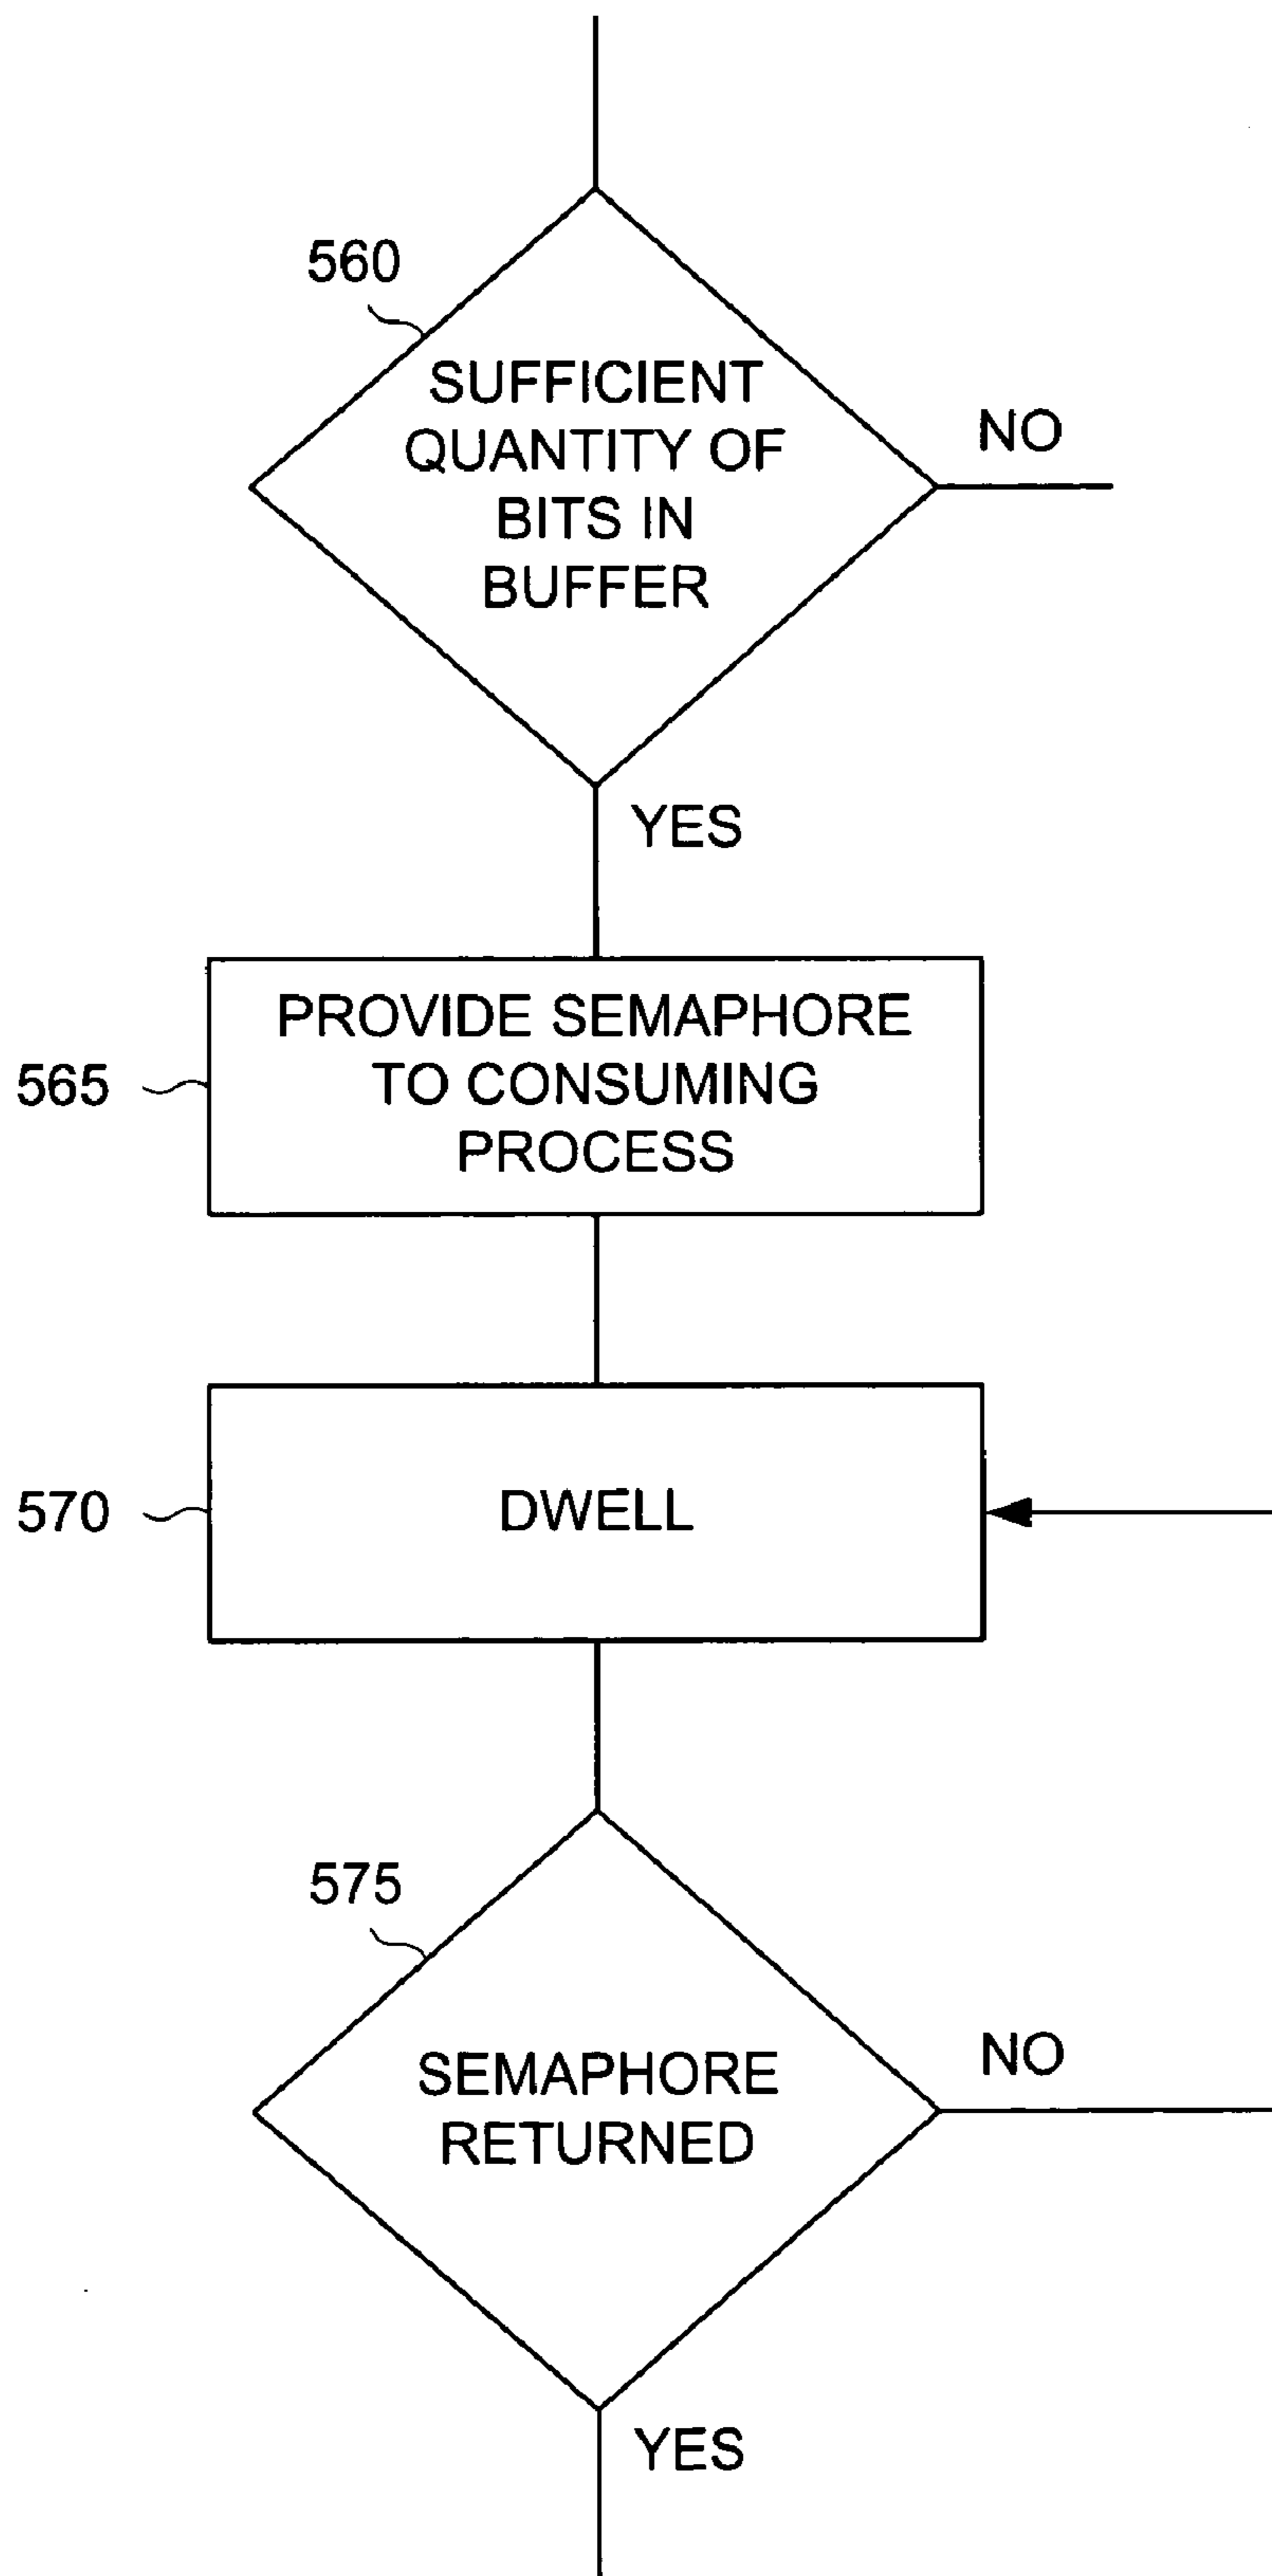 560
SUFFICIENT
QUANTITY OF
BITS IN
BUFFER
NO
YES
565
PROVIDE SEMAPHORE
TO CONSUMING
PROCESS
570
DWELL
575
SEMAPHORE
RETURNED
NO
YES